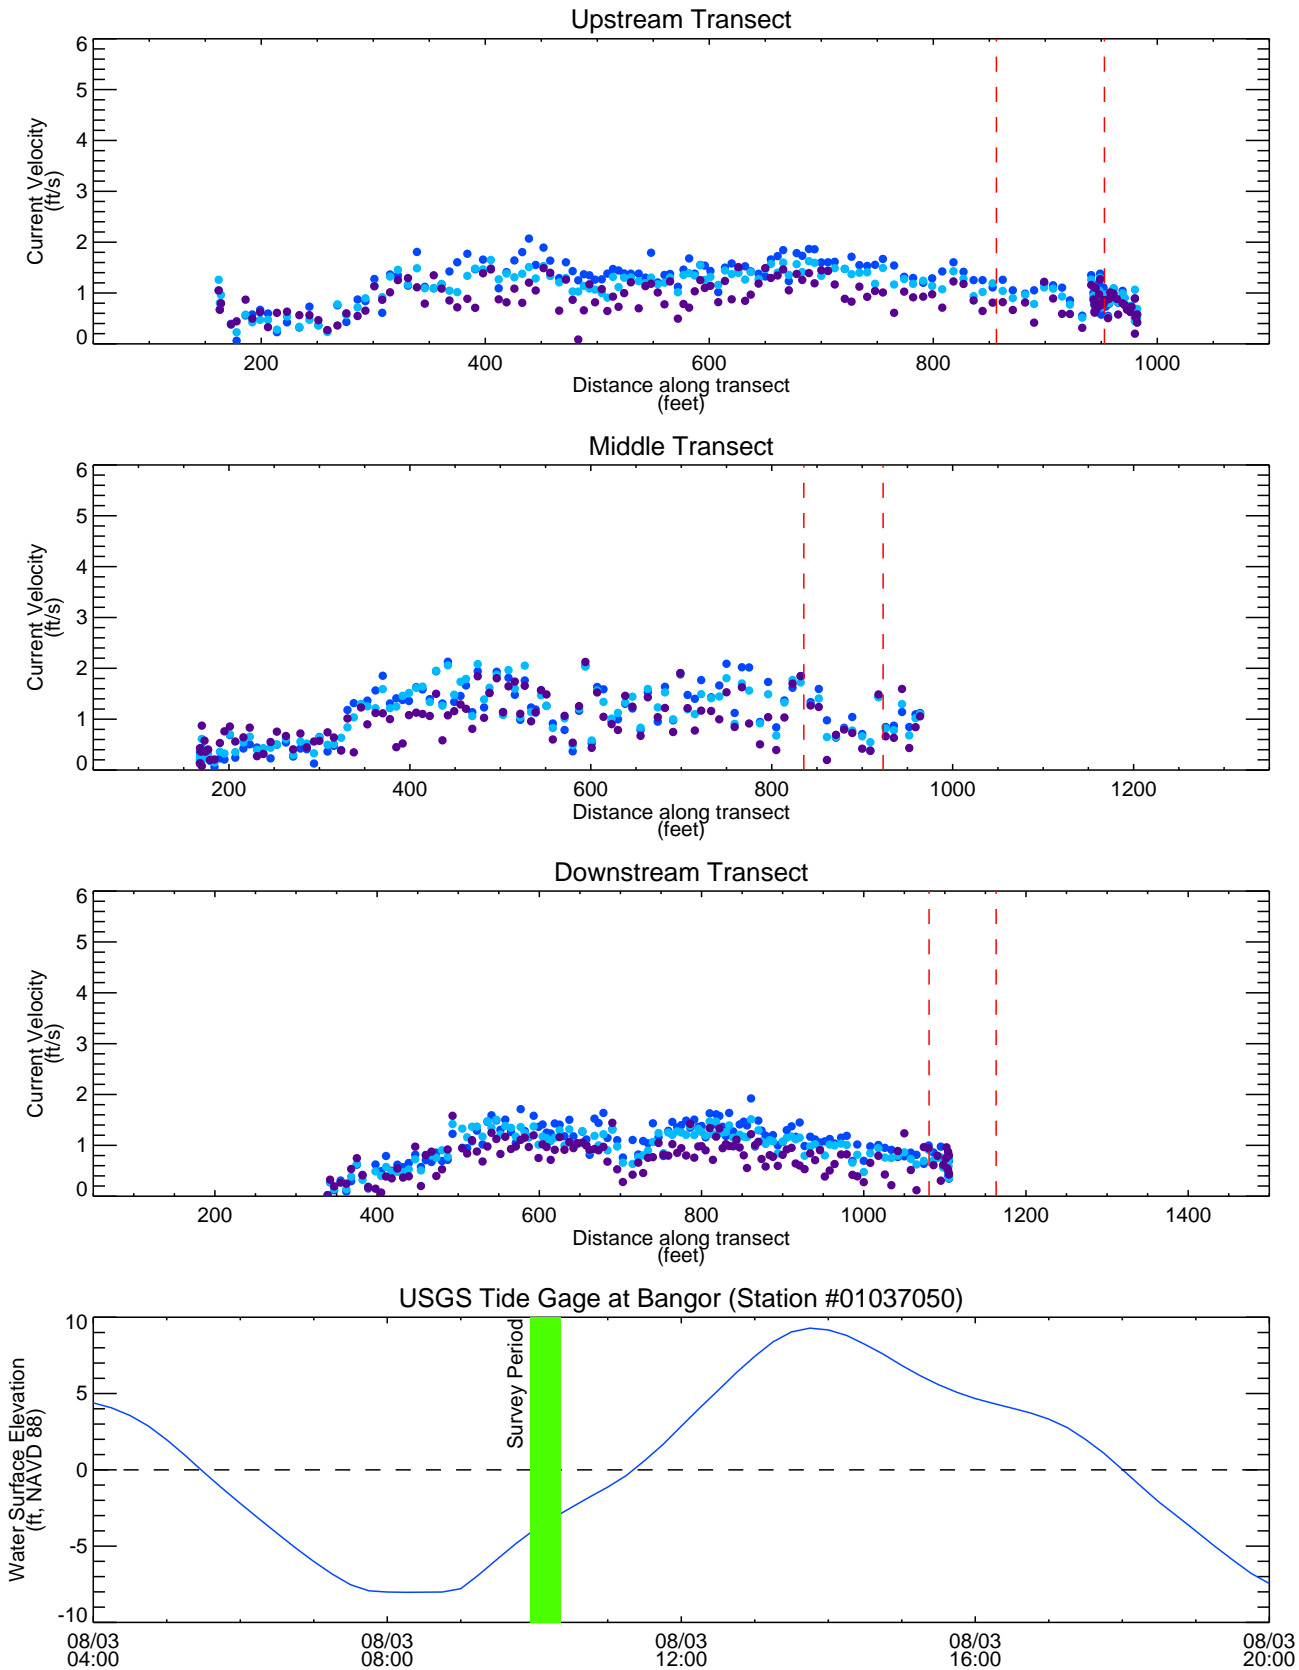 Upstream Transect
6
5
4
3
2
1
0
Current Velocity
(ft/s)
200
400
600
800
1000
Distance along transect
(feet)
Middle Transect
6
5
4
3
2
1
0
Current Velocity
(ft/s)
200
400
600
800
1000
1200
Distance along transect
(feet)
Downstream Transect
6
5
4
3
2
1
0
Current Velocity
(ft/s)
200
400
600
800
1000
1200
1400
Distance along transect
(feet)
USGS Tide Gage at Bangor (Station #01037050)
10
5
0
-5
-10
Water Surface Elevation
(ft, NAVD 88)
Survey Period
08/03
04:00
08/03
08:00
08/03
12:00
08/03
16:00
08/03
20:00